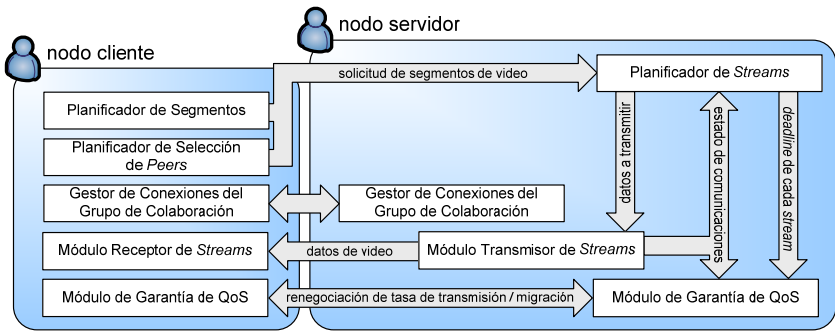 nodo cliente
nodo servidor
Planificador de Segmentos
Planificador de Selección
de Peers
Gestor de Conexiones del
Grupo de Colaboración
Módulo Receptor de Streams
Módulo de Garantía de QoS
solicitud de segmentos de video
Planificador de Streams
datos a transmitir
estado de
comunicaciones
deadline de cada
stream
Gestor de Conexiones del
Grupo de Colaboración
datos de video
Módulo Transmisor de Streams
renegociación de tasa de transmisión / migración
Módulo de Garantía de QoS